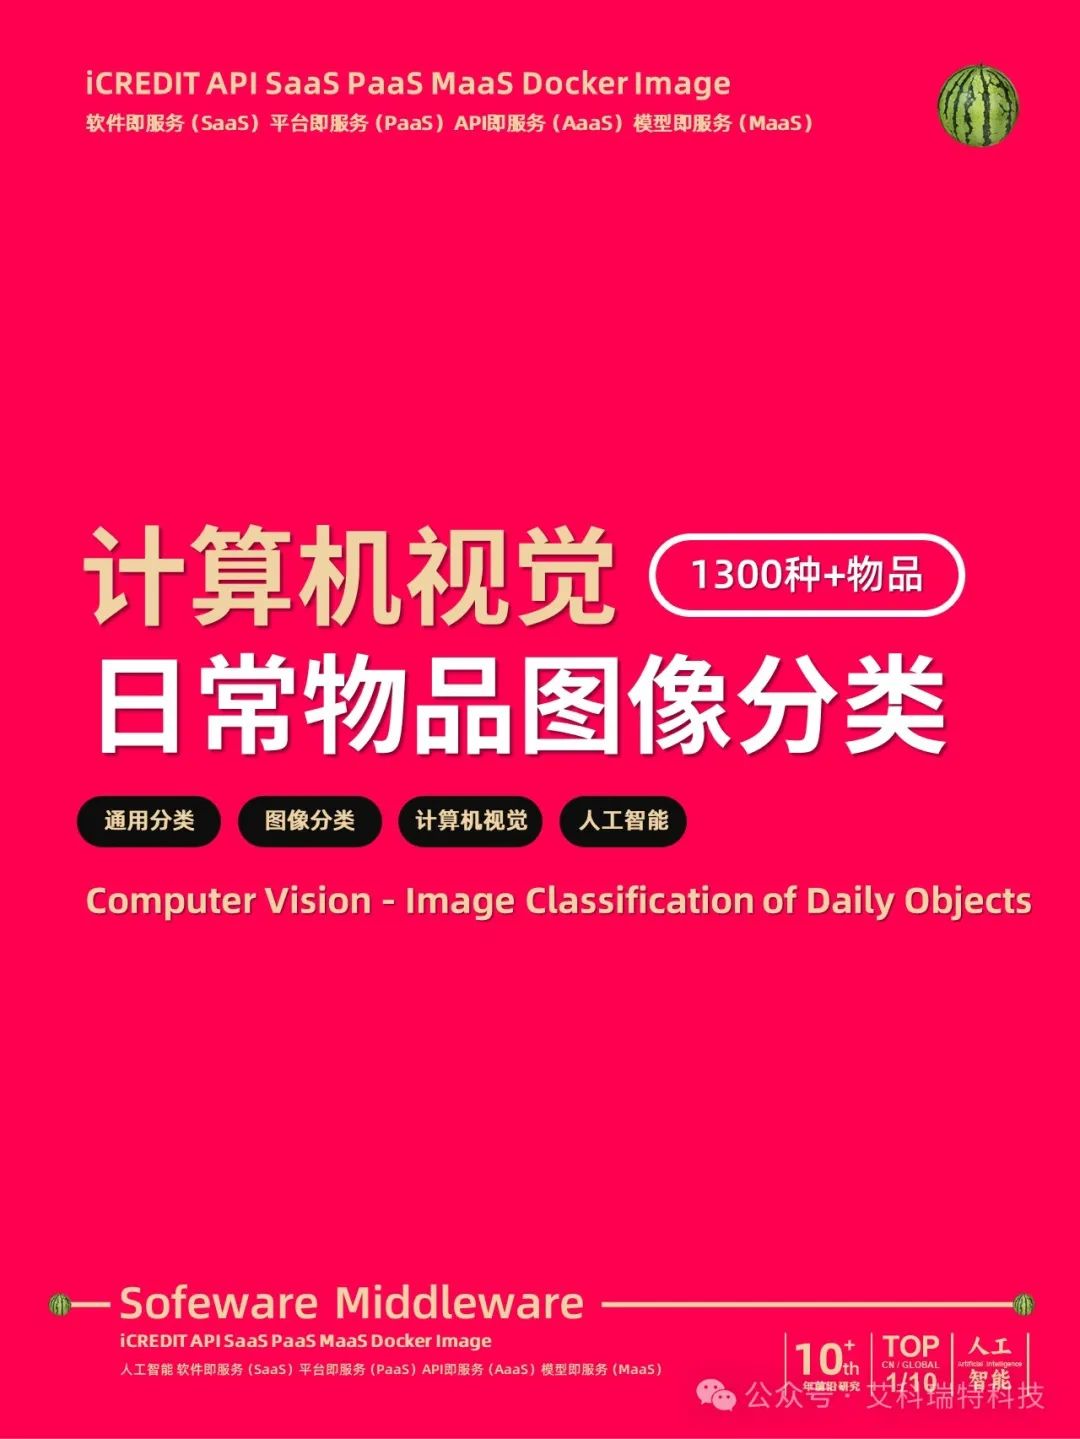 iCREDIT API SaaS PaaS MaaS Docker Image
软件即服务（SaaS）平台即服务（PaaS）API即服务（AaaS）模型即服务（MaaS）
计算机视觉
1300种+物品
日常物品图像分类
通用分类 图像分类 计算机视觉 人工智能
Computer Vision - Image Classification of Daily Objects
Sofeware Middleware
iCREDIT API SaaS PaaS MaaS Docker Image
人工智能 软件即服务（SaaS）平台即服务（PaaS）API即服务（AaaS）模型即服务（MaaS）
10+th
年前沿研究
TOP
CN / GLOBAL
1/10
人工
Artificial Intelligence
智能
公众号 · 艾科瑞特科技